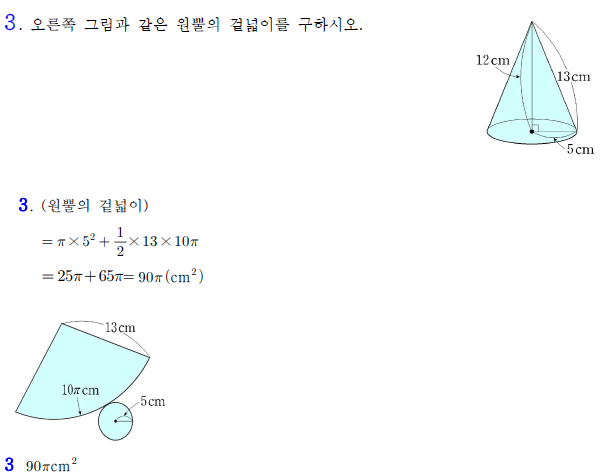 3. 오른쪽 그림과 같은 원뿔의 겉넓이를 구하시오.
12cm
13cm
5cm
3. (원뿔의 겉넓이)
= π × 5² + 1/2 × 13 × 10π
= 25π + 65π = 90π (cm²)
13cm
10πcm
5cm
3 90πcm²